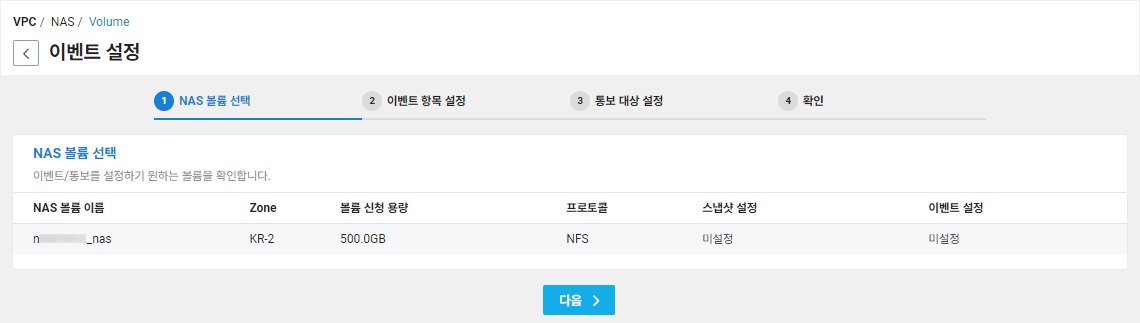 VPC / NAS / Volume
이벤트 설정
1 NAS 볼륨 선택 2 이벤트 항목 설정 3 통보 대상 설정 4 확인
NAS 볼륨 선택
이벤트/통보를 설정하기 원하는 볼륨을 확인합니다.
NAS 볼륨 이름 Zone 볼륨 신청 용량 프로토콜 스냅샷 설정 이벤트 설정
n _nas KR-2 500.0GB NFS 미설정 미설정
다음